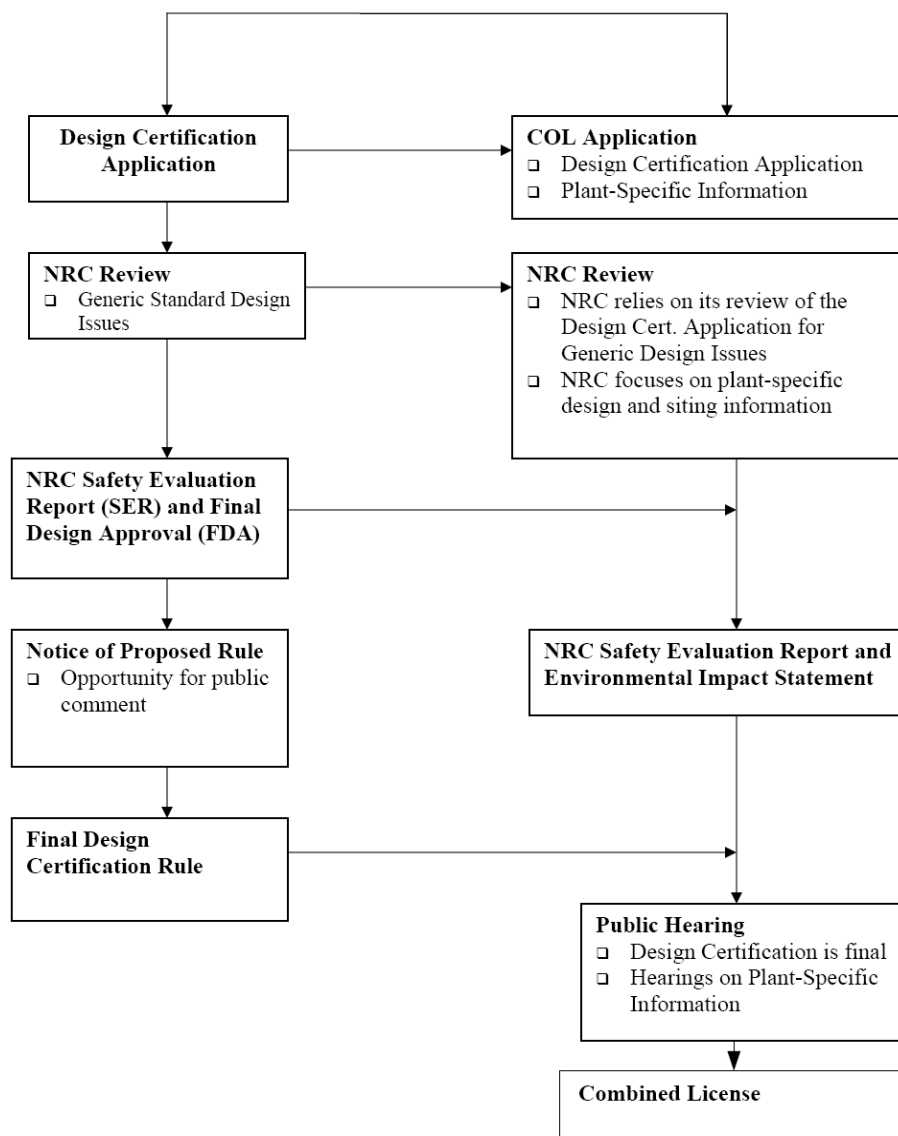 Design Certification
Application
COL Application
❑ Design Certification Application
❑ Plant-Specific Information
NRC Review
❑ Generic Standard Design
Issues
NRC Review
❑ NRC relies on its review of the
Design Cert. Application for
Generic Design Issues
❑ NRC focuses on plant-specific
design and siting information
NRC Safety Evaluation
Report (SER) and Final
Design Approval (FDA)
Notice of Proposed Rule
❑ Opportunity for public
comment
NRC Safety Evaluation Report and
Environmental Impact Statement
Final Design
Certification Rule
Public Hearing
❑ Design Certification is final
❑ Hearings on Plant-Specific
Information
Combined License